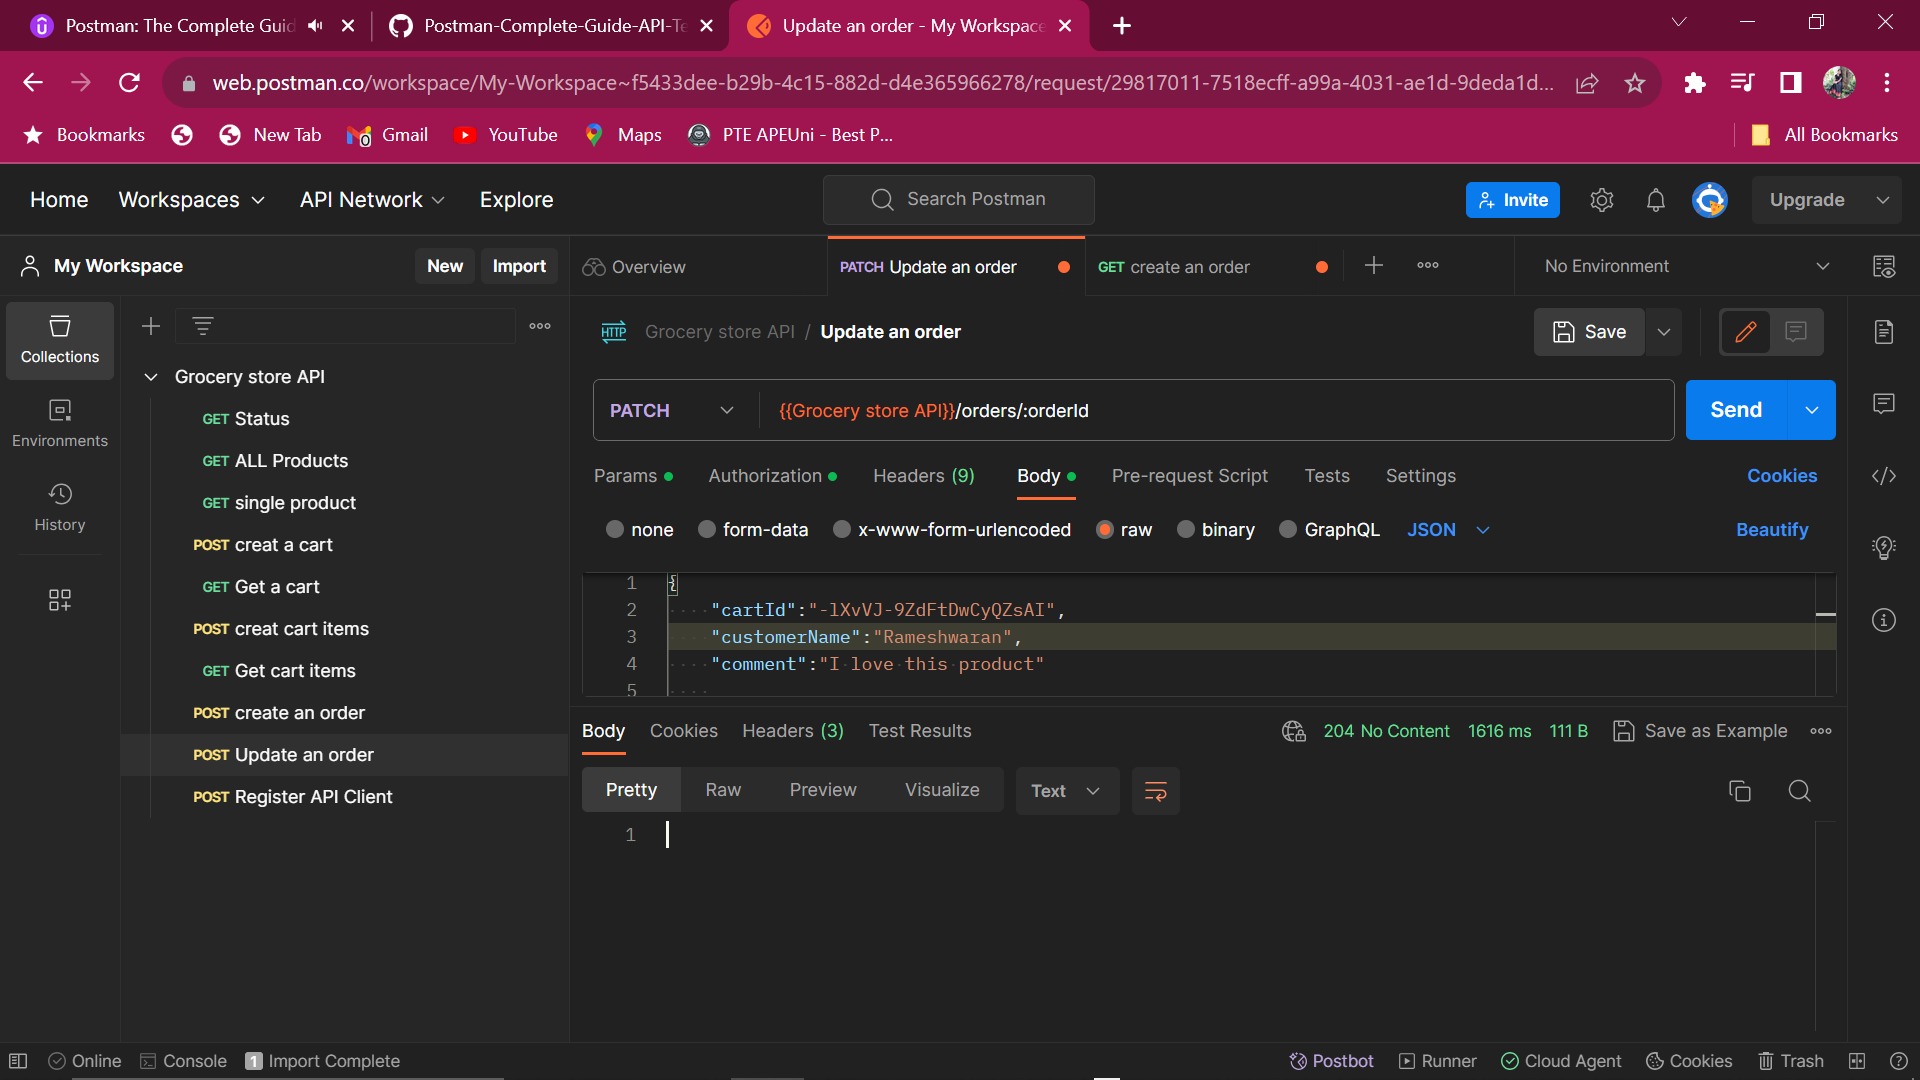 Postman: The Complete Guid
Postman-Complete-Guide-API-Te
Update an order - My Workspace
web.postman.co/workspace/My-Workspace~f5433dee-b29b-4c15-882d-d4e365966278/request/29817011-7518ecff-a99a-4031-ae1d-9deda1d...
Bookmarks
New Tab
Gmail
YouTube
Maps
PTE APEUni - Best P...
All Bookmarks
Home
Workspaces
API Network
Explore
Search Postman
Invite
Upgrade
My Workspace
New
Import
Overview
PATCH Update an order
GET create an order
No Environment
Collections
Environments
History
Grocery store API
GET Status
GET ALL Products
GET single product
POST creat a cart
GET Get a cart
POST creat cart items
GET Get cart items
POST create an order
POST Update an order
POST Register API Client
HTTP Grocery store API / Update an order
Save
PATCH
{{Grocery store API}}/orders/:orderId
Send
Params
Authorization
Headers (9)
Body
Pre-request Script
Tests
Settings
Cookies
none
form-data
x-www-form-urlencoded
raw
binary
GraphQL
JSON
Beautify
1 {
2 "cartId":"-lXvVJ-9ZdFtDwCyQZsAI",
3 "customerName":"Rameshwaran",
4 "comment":"I love this product"
5
Body
Cookies
Headers (3)
Test Results
204 No Content
1616 ms
111 B
Save as Example
Pretty
Raw
Preview
Visualize
Text
1
Online
Console
1 Import Complete
Postbot
Runner
Cloud Agent
Cookies
Trash